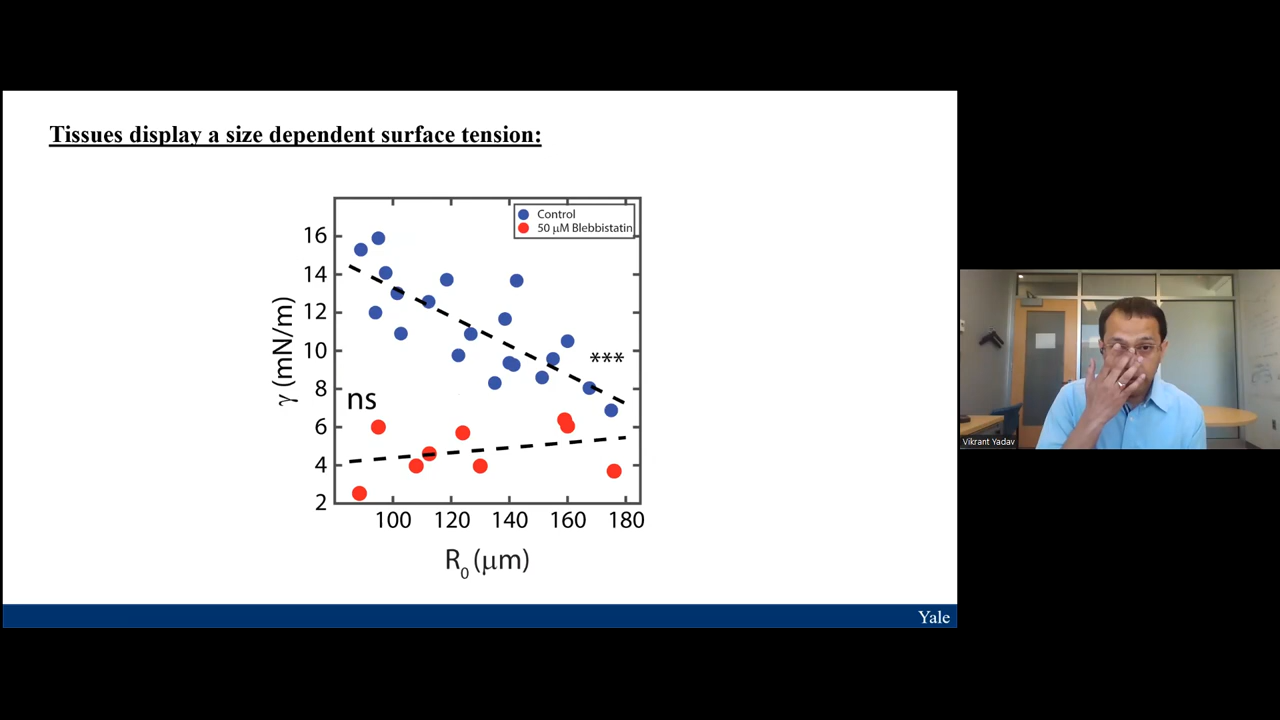 Tissues display a size dependent surface tension:
Control
50 μM Blebbistatin
16
14
12
10
8
6
4
2
γ (mN/m)
***
ns
100 120 140 160 180
R0 (μm)
Yale
Vikrant Yadav